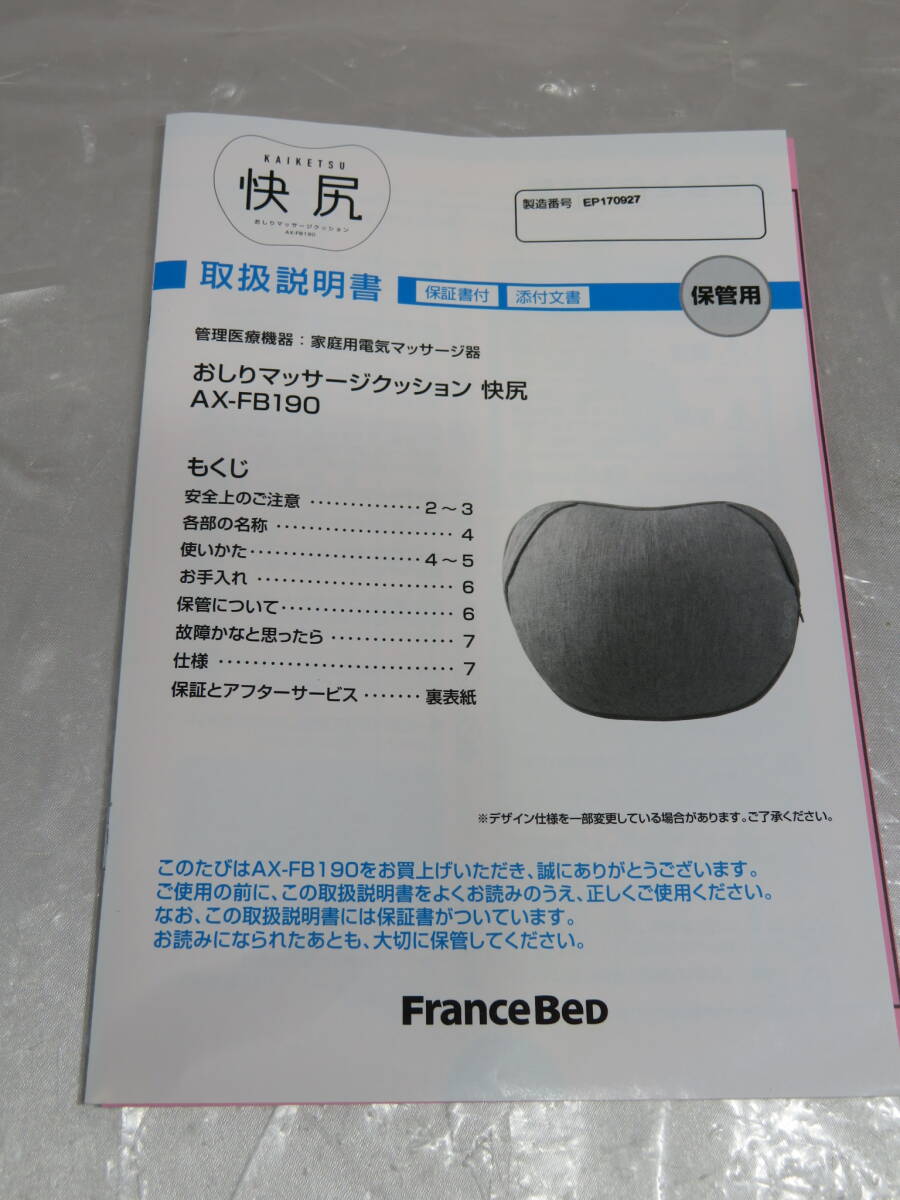 KAIKETSU
快尻
おしりマッサージクッション
AX-FB190
製造番号 EP170927
取扱説明書 保証書付 添付文書 保管用
管理医療機器：家庭用電気マッサージ器
おしりマッサージクッション 快尻
AX-FB190
もくじ
安全上のご注意 ‥‥‥‥‥‥‥ 2～3
各部の名称 ‥‥‥‥‥‥‥‥‥‥ 4
使いかた‥‥‥‥‥‥‥‥‥‥ 4～5
お手入れ ‥‥‥‥‥‥‥‥‥‥‥ 6
保管について‥‥‥‥‥‥‥‥‥‥ 6
故障かなと思ったら ‥‥‥‥‥‥ 7
仕様 ‥‥‥‥‥‥‥‥‥‥‥‥‥ 7
保証とアフターサービス ‥‥‥ 裏表紙
※デザイン仕様を一部変更している場合があります。ご了承ください。
このたびはAX-FB190をお買上げいただき、誠にありがとうございます。
ご使用の前に、この取扱説明書をよくお読みのうえ、正しくご使用ください。
なお、この取扱説明書には保証書がついています。
お読みになられたあとも、大切に保管してください。
FranceBeD